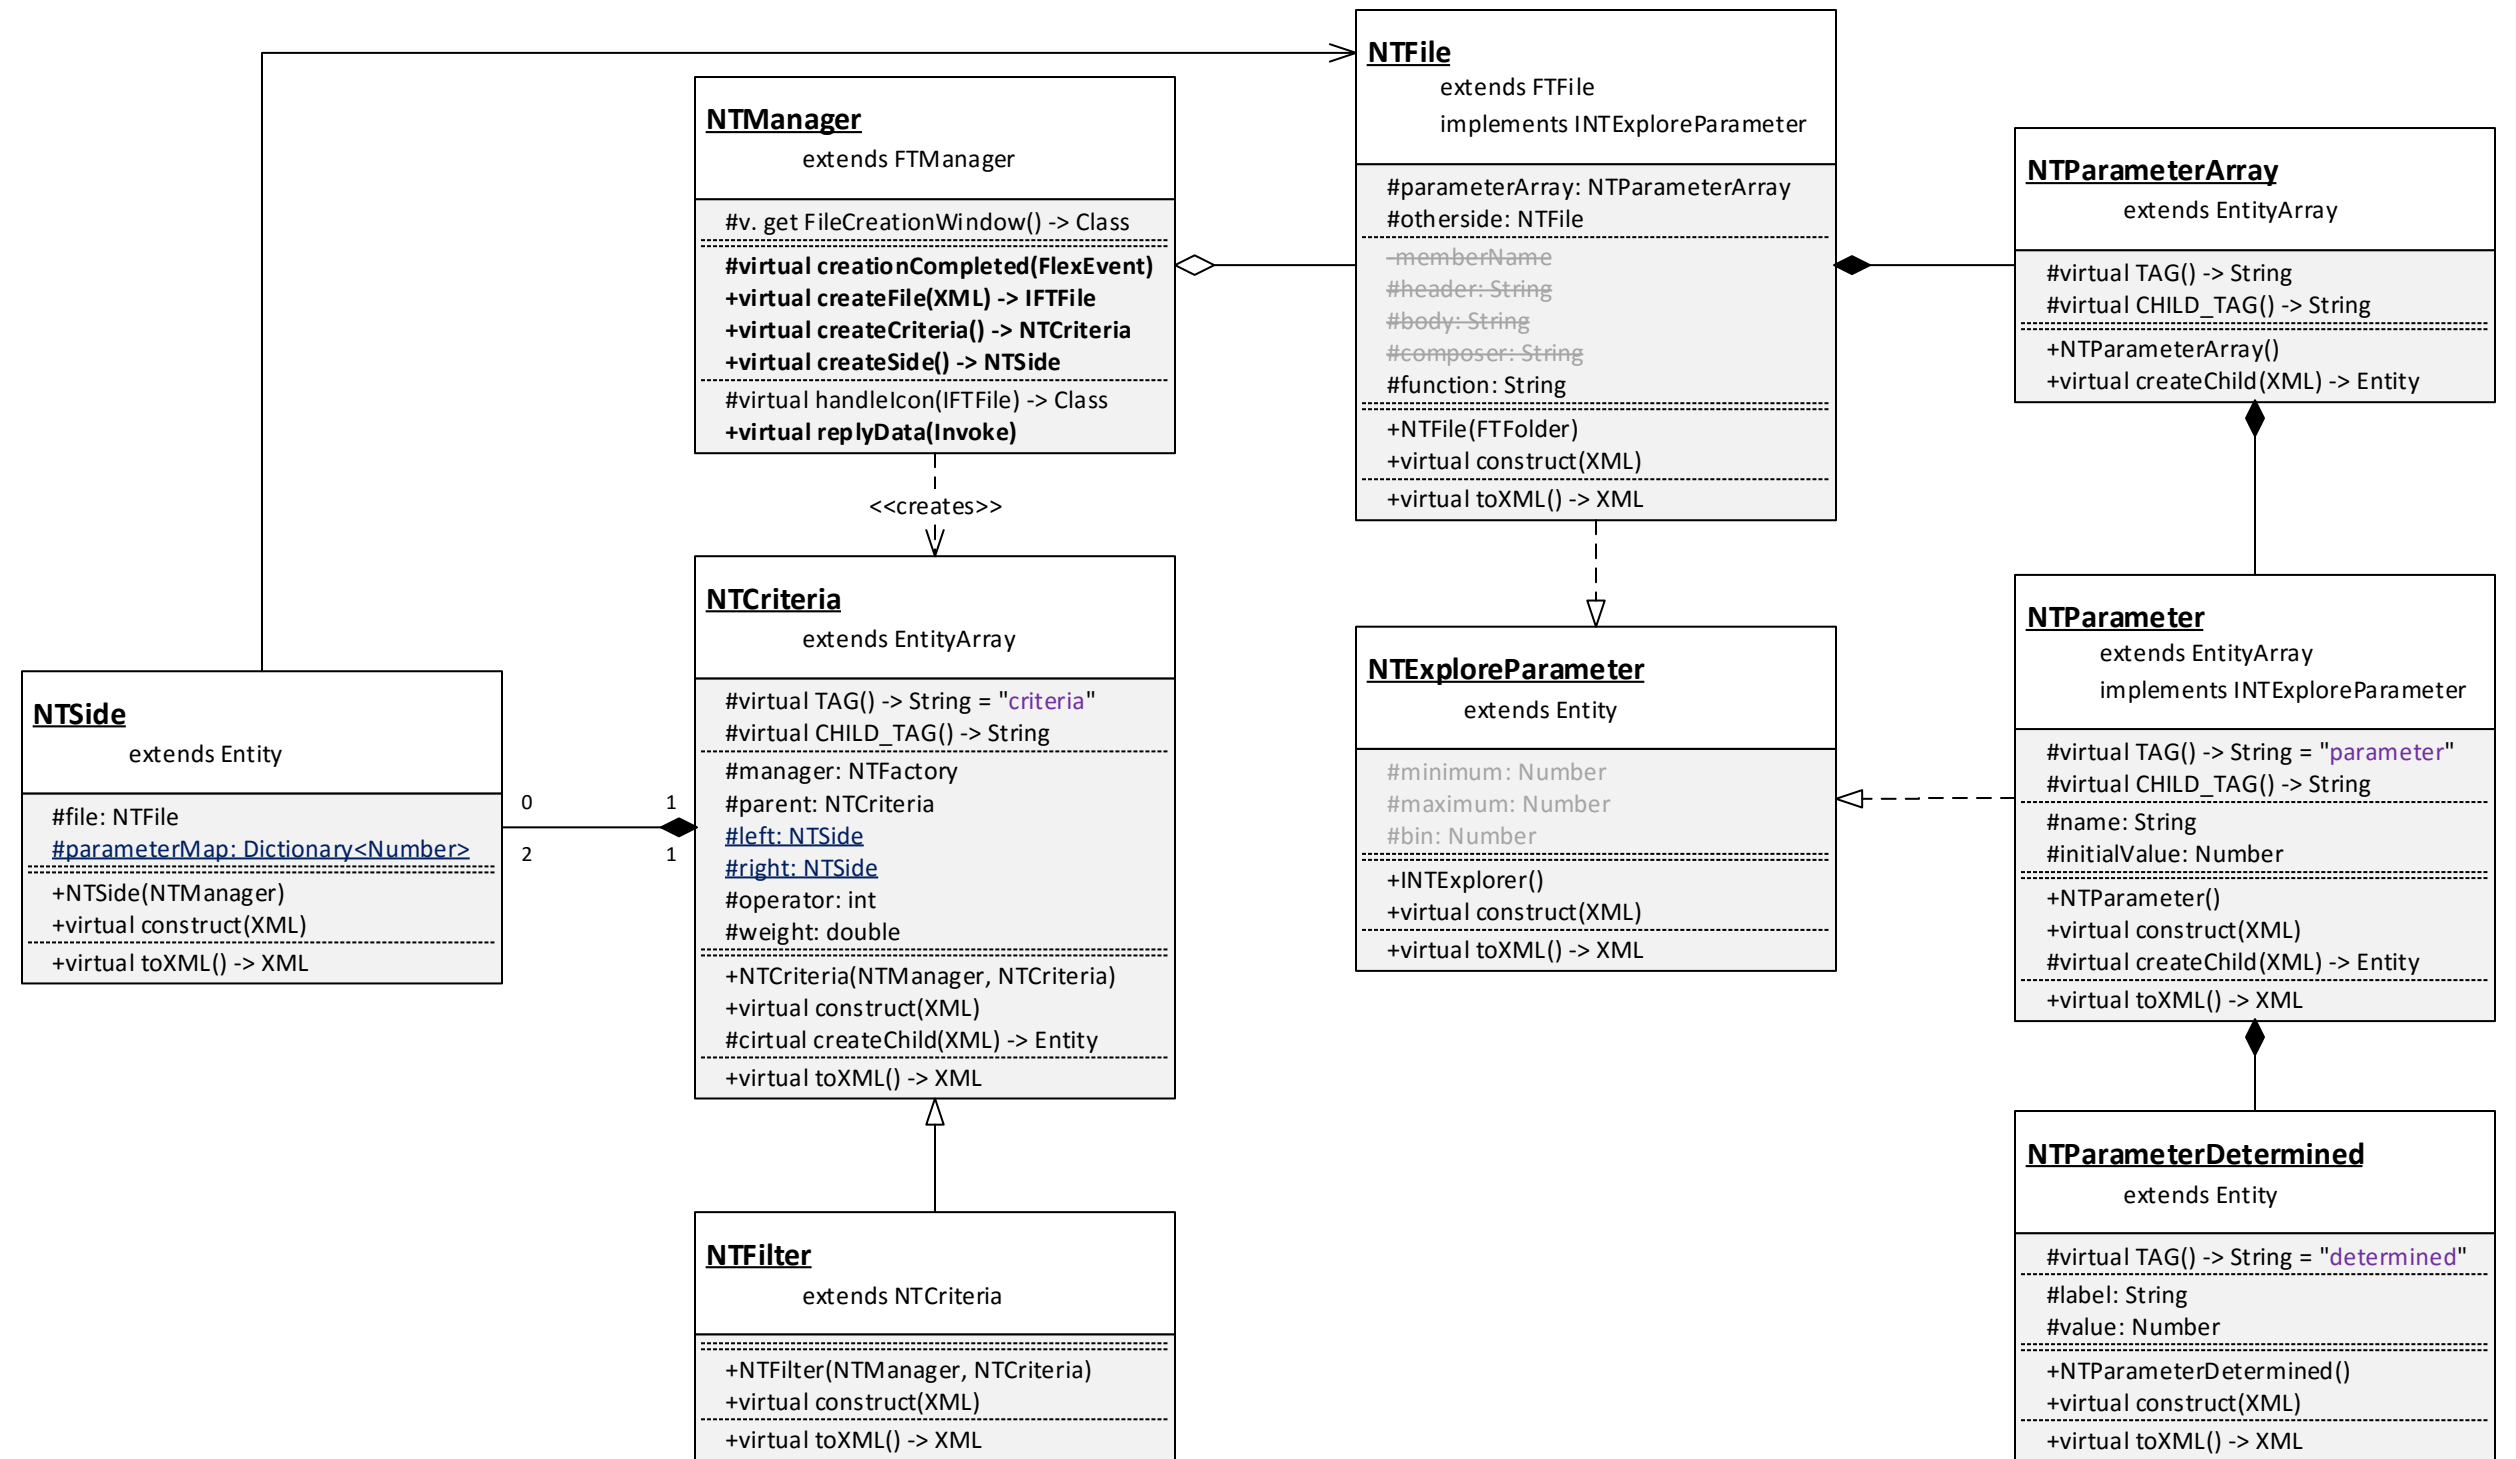 NTFile
extends FTFile
implements INTExploreParameter
#parameterArray: NTParameterArray
#otherside: NTFile
-memberName
#header: String
#body: String
#composer: String
#function: String
+NTFile(FTFolder)
+virtual construct(XML)
+virtual toXML() -> XML
NTManager
extends FTManager
#v. get FileCreationWindow() -> Class
#virtual creationCompleted(FlexEvent)
+virtual createFile(XML) -> IFTFile
+virtual createCriteria() -> NTCriteria
+virtual createSide() -> NTSide
#virtual handleIcon(IFTFile) -> Class
+virtual replyData(Invoke)
<<creates>>
NTParameterArray
extends EntityArray
#virtual TAG() -> String
#virtual CHILD_TAG() -> String
+NTParameterArray()
+virtual createChild(XML) -> Entity
NTCriteria
extends EntityArray
#virtual TAG() -> String = "criteria"
#virtual CHILD_TAG() -> String
#manager: NTFactory
#parent: NTCriteria
#left: NTSide
#right: NTSide
#operator: int
#weight: double
+NTCriteria(NTManager, NTCriteria)
+virtual construct(XML)
#cirtual createChild(XML) -> Entity
+virtual toXML() -> XML
NTSide
extends Entity
#file: NTFile
#parameterMap: Dictionary<Number>
+NTSide(NTManager)
+virtual construct(XML)
+virtual toXML() -> XML
0 1
2 1
NTExploreParameter
extends Entity
#minimum: Number
#maximum: Number
#bin: Number
+INTExplorer()
+virtual construct(XML)
+virtual toXML() -> XML
NTParameter
extends EntityArray
implements INTExploreParameter
#virtual TAG() -> String = "parameter"
#virtual CHILD_TAG() -> String
#name: String
#initialValue: Number
+NTParameter()
+virtual construct(XML)
#virtual createChild(XML) -> Entity
+virtual toXML() -> XML
NTFilter
extends NTCriteria
+NTFilter(NTManager, NTCriteria)
+virtual construct(XML)
+virtual toXML() -> XML
NTParameterDetermined
extends Entity
#virtual TAG() -> String = "determined"
#label: String
#value: Number
+NTParameterDetermined()
+virtual construct(XML)
+virtual toXML() -> XML